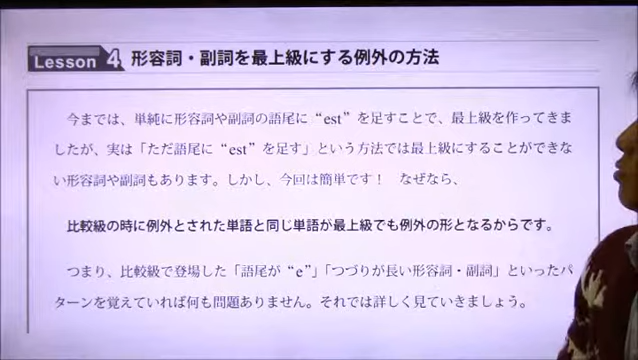 Lesson 4 形容詞・副詞を最上級にする例外の方法
今までは、単純に形容詞や副詞の語尾に“est”を足すことで、最上級を作ってきま
したが、実は「ただ語尾に“est”を足す」という方法では最上級にすることができな
い形容詞や副詞もあります。しかし、今回は簡単です！ なぜなら、
比較級の時に例外とされた単語と同じ単語が最上級でも例外の形となるからです。
つまり、比較級で登場した「語尾が“e”」「つづりが長い形容詞・副詞」といったパ
ターンを覚えていれば何も問題ありません。それでは詳しく見ていきましょう。